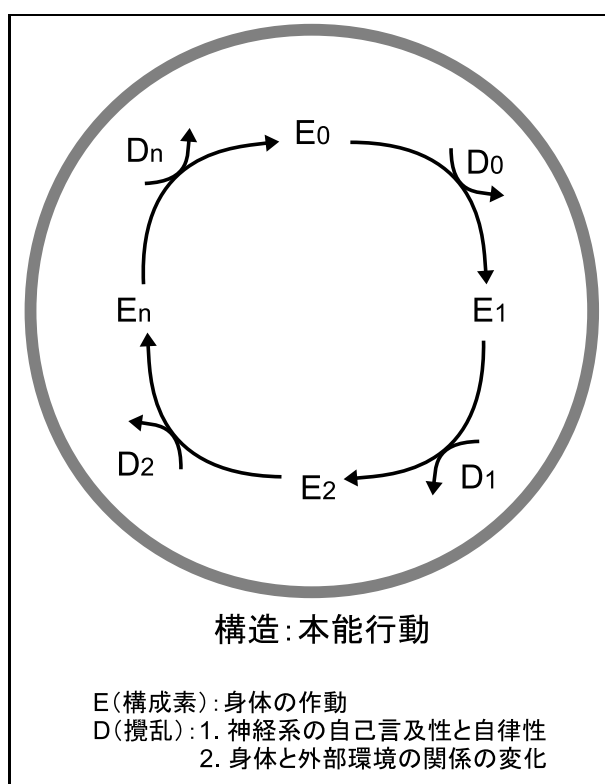 E0
Dn
D0
En
E1
D2
E2
D1
構造：本能行動
E（構成素）：身体の作動
D（攪乱）：1. 神経系の自己言及性と自律性
2. 身体と外部環境の関係の変化